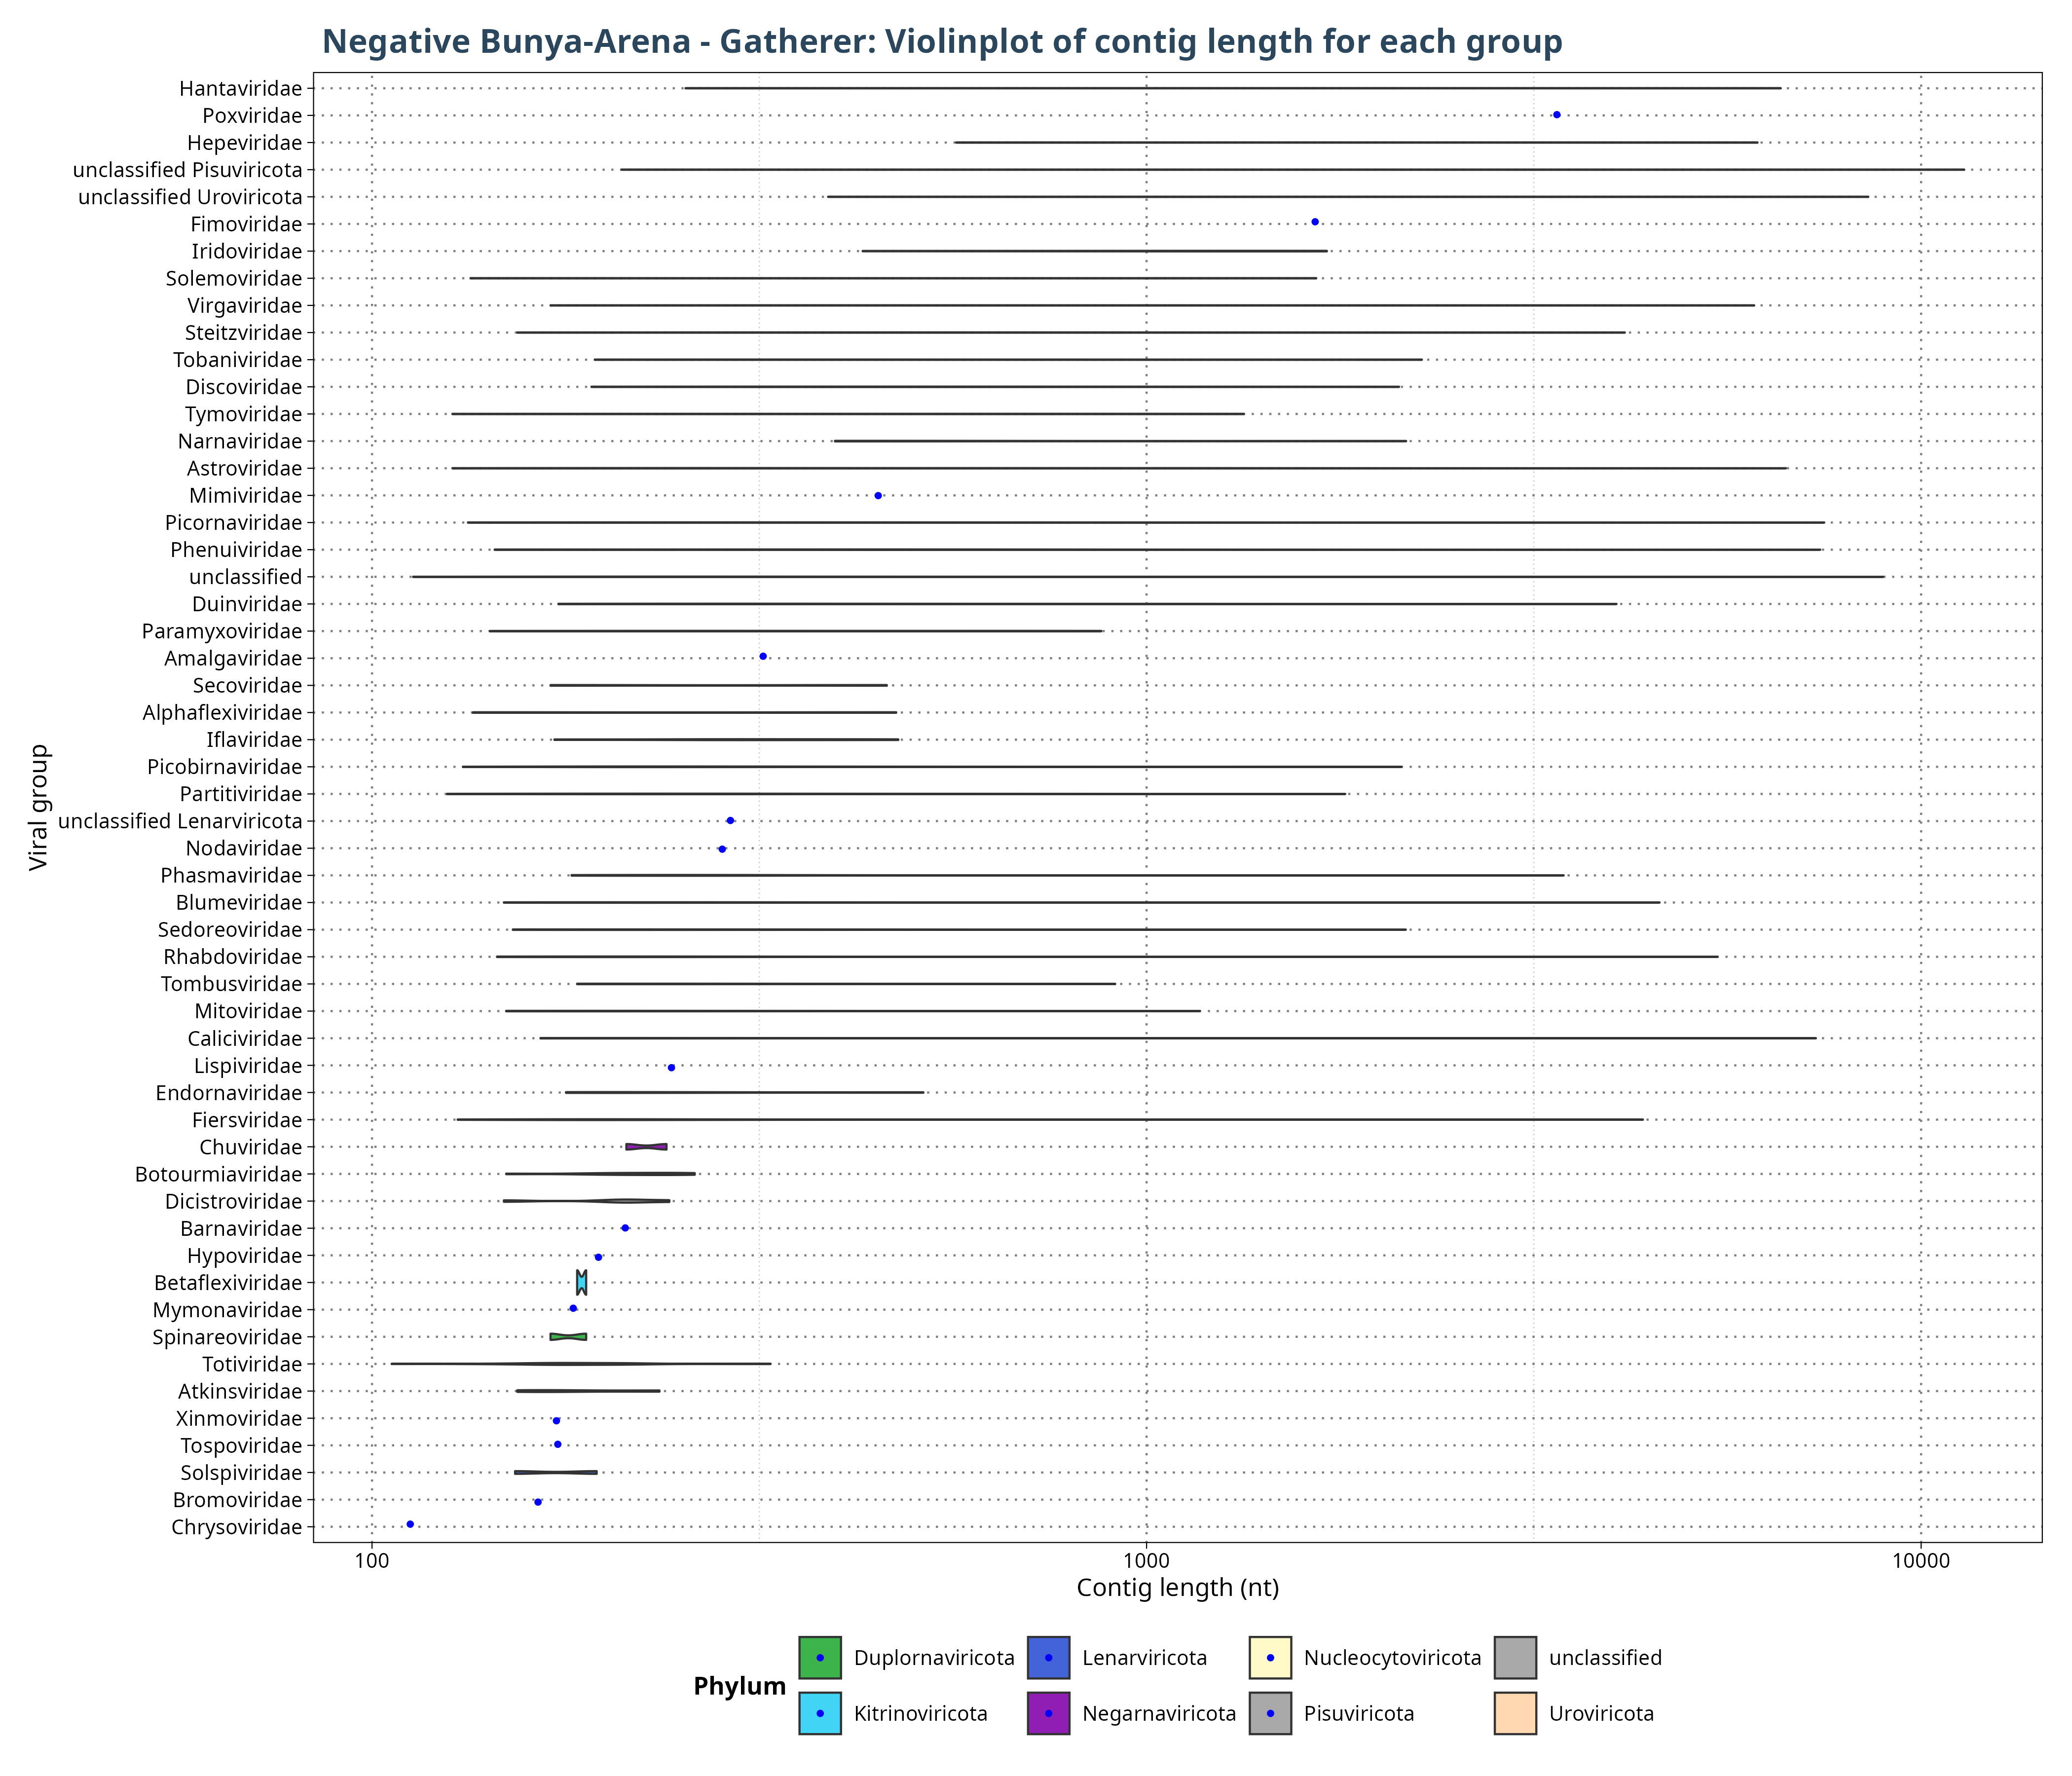 Negative Bunya-Arena - Gatherer: Violinplot of contig length for each group
Viral group
Hantaviridae
Poxviridae
Hepeviridae
unclassified Pisuviricota
unclassified Uroviricota
Fimoviridae
Iridoviridae
Solemoviridae
Virgaviridae
Steitzviridae
Tobaniviridae
Discoviridae
Tymoviridae
Narnaviridae
Astroviridae
Mimiviridae
Picornaviridae
Phenuiviridae
unclassified
Duinviridae
Paramyxoviridae
Amalgaviridae
Secoviridae
Alphaflexiviridae
Iflaviridae
Picobirnaviridae
Partitiviridae
unclassified Lenarviricota
Nodaviridae
Phasmaviridae
Blumeviridae
Sedoreoviridae
Rhabdoviridae
Tombusviridae
Mitoviridae
Caliciviridae
Lispiviridae
Endornaviridae
Fiersviridae
Chuviridae
Botourmiaviridae
Dicistroviridae
Barnaviridae
Hypoviridae
Betaflexiviridae
Mymonaviridae
Spinareoviridae
Totiviridae
Atkinsviridae
Xinmoviridae
Tospoviridae
Solspiviridae
Bromoviridae
Chrysoviridae
100 1000 10000
Contig length (nt)
Phylum
Duplornaviricota Lenarviricota Nucleocytoviricota unclassified
Kitrinoviricota Negarnaviricota Pisuviricota Uroviricota